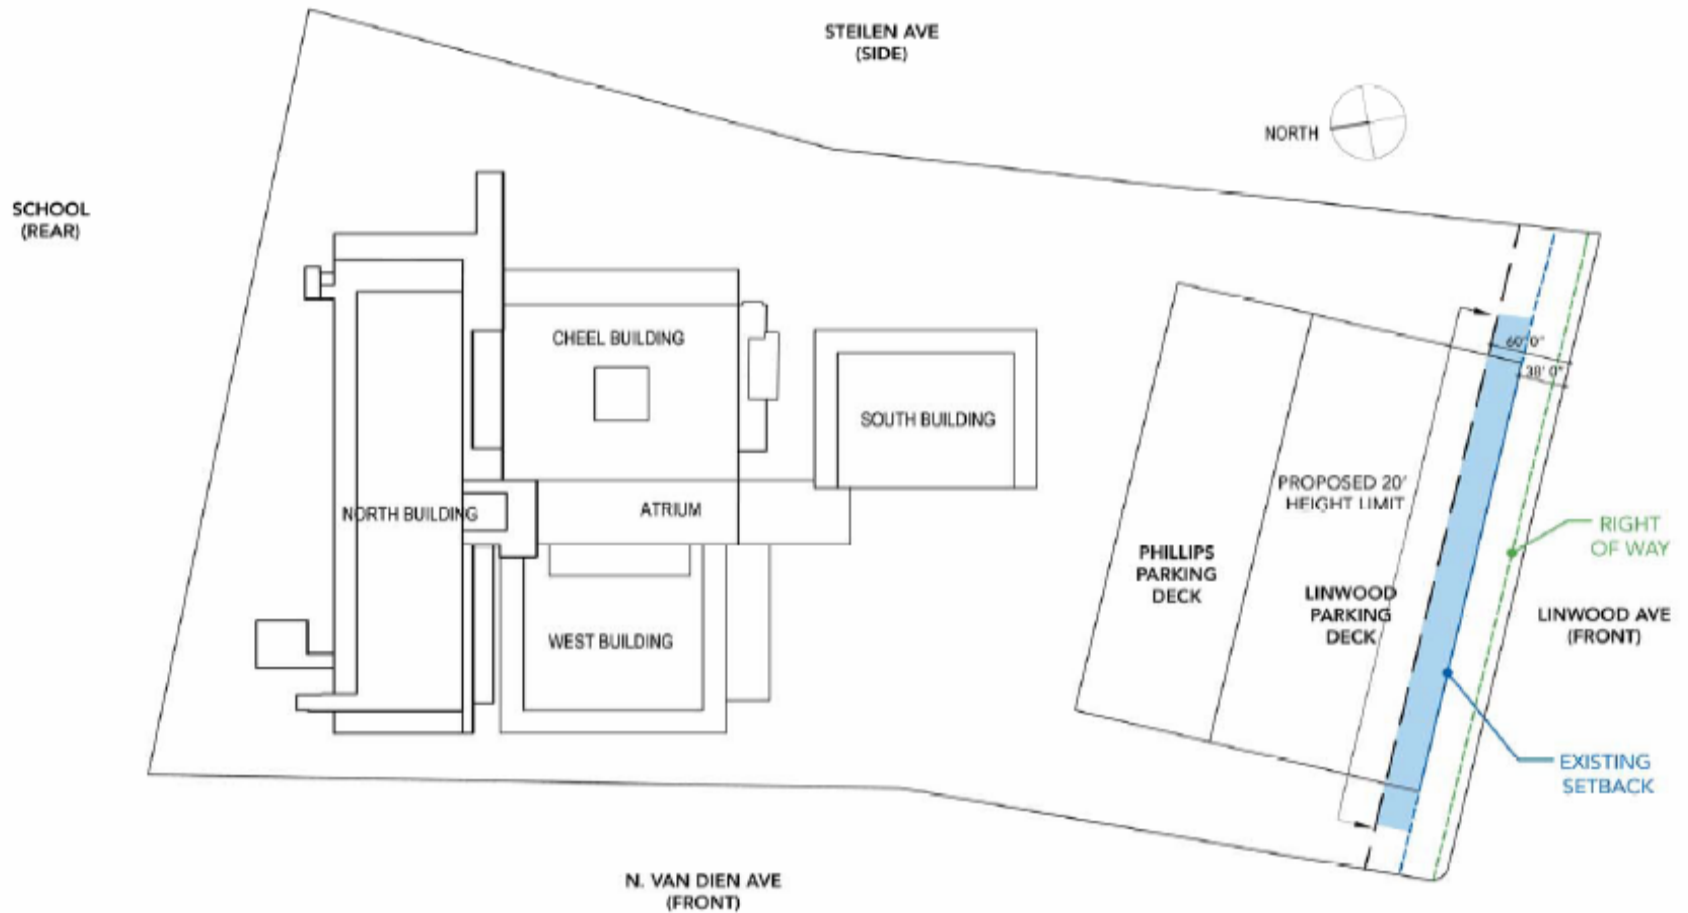 STEILEN AVE
(SIDE)
NORTH
SCHOOL
(REAR)
CHEEL BUILDING
60' 0"
38' 0"
SOUTH BUILDING
PROPOSED 20'
HEIGHT LIMIT
NORTH BUILDING
ATRIUM
RIGHT
OF WAY
PHILLIPS
PARKING
DECK
LINWOOD
PARKING
DECK
LINWOOD AVE
(FRONT)
WEST BUILDING
EXISTING
SETBACK
N. VAN DIEN AVE
(FRONT)